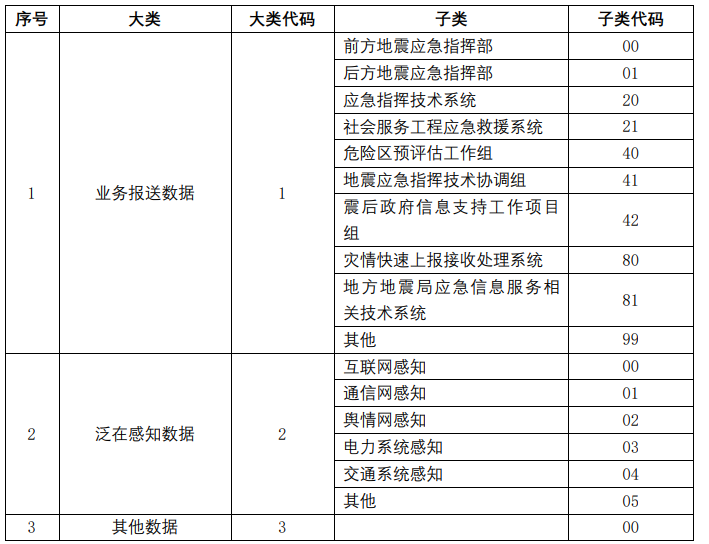 序号 大类 大类代码 子类 子类代码
前方地震应急指挥部 00
后方地震应急指挥部 01
应急指挥技术系统 20
社会服务工程应急救援系统 21
危险区预评估工作组 40
1 业务报送数据 1 地震应急指挥技术协调组 41
震后政府信息支持工作项目
组 42
灾情快速上报接收处理系统 80
地方地震局应急信息服务相
关技术系统 81
其他 99
互联网感知 00
通信网感知 01
舆情网感知 02
2 泛在感知数据 2 电力系统感知 03
交通系统感知 04
其他 05
3 其他数据 3 00